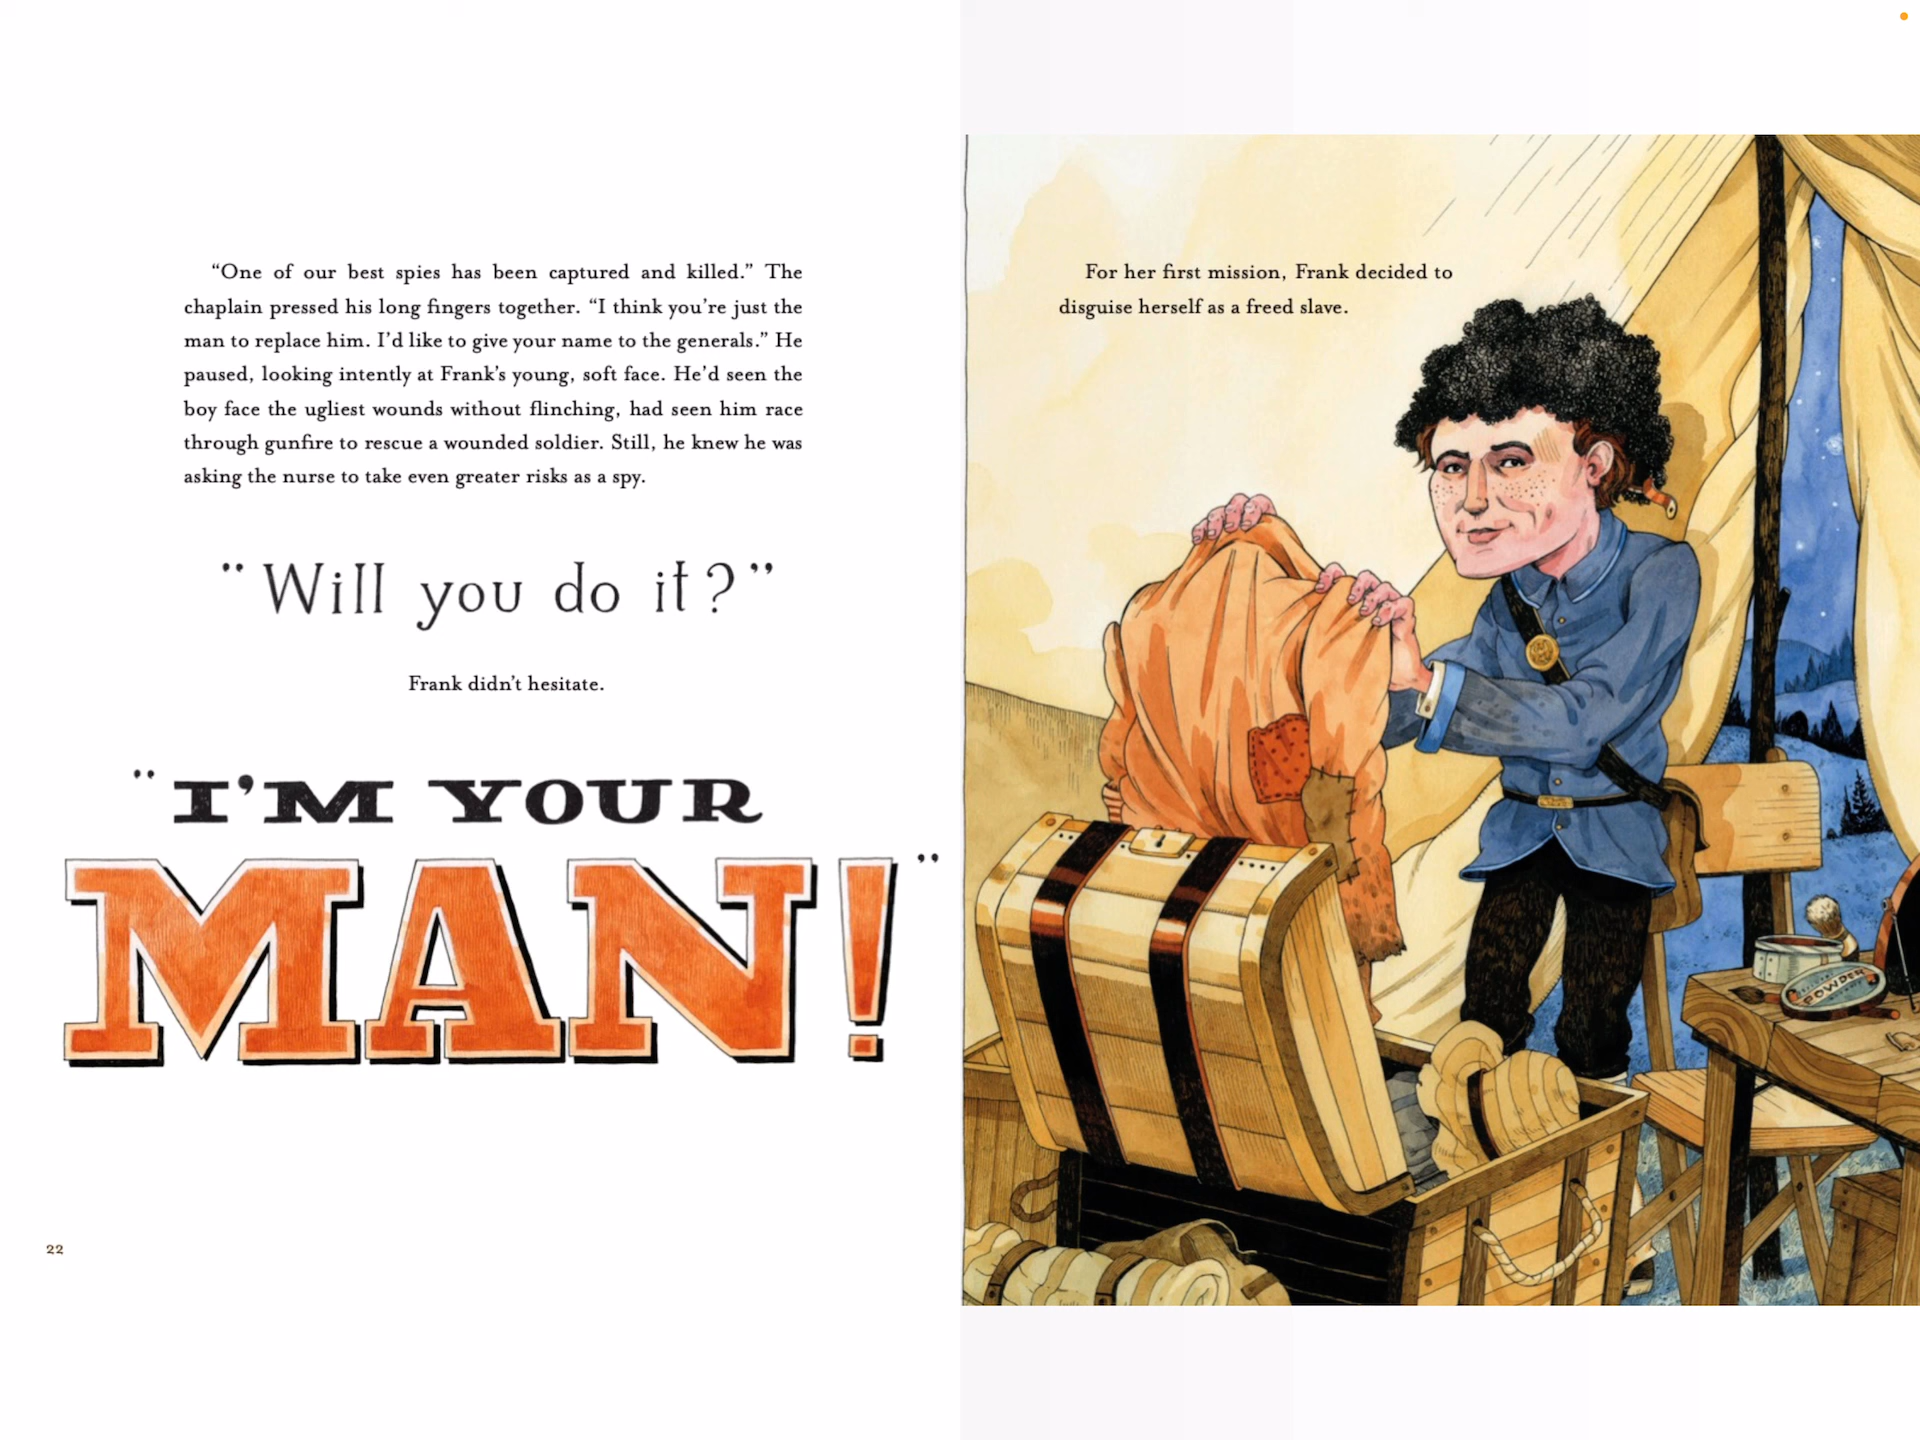 “One of our best spies has been captured and killed.” The
chaplain pressed his long fingers together. “I think you’re just the
man to replace him. I’d like to give your name to the generals.” He
paused, looking intently at Frank’s young, soft face. He’d seen the
boy face the ugliest wounds without flinching, had seen him race
through gunfire to rescue a wounded soldier. Still, he knew he was
asking the nurse to take even greater risks as a spy.
“Will you do it?”
Frank didn’t hesitate.
“I’M YOUR
MAN!”
22
For her first mission, Frank decided to
disguise herself as a freed slave.
POWDER